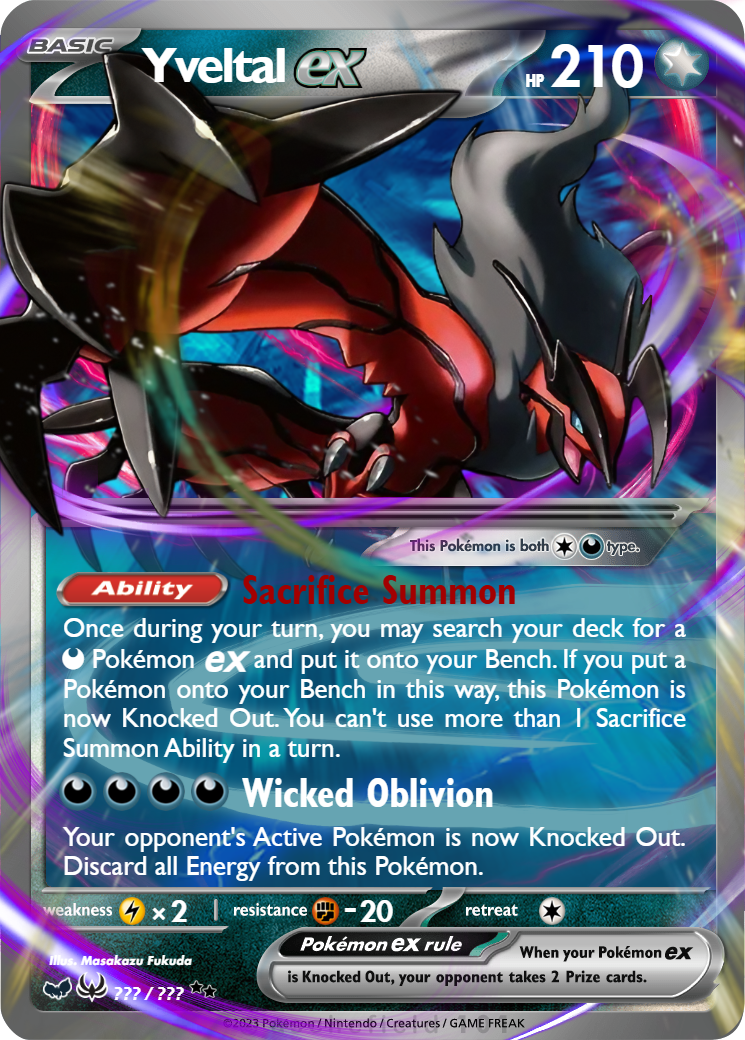 BASIC Yveltal ex HP 210
This Pokémon is both type.
Ability Sacrifice Summon
Once during your turn, you may search your deck for a
Pokémon ex and put it onto your Bench. If you put a
Pokémon onto your Bench in this way, this Pokémon is
now Knocked Out. You can't use more than 1 Sacrifice
Summon Ability in a turn.
Wicked Oblivion
Your opponent's Active Pokémon is now Knocked Out.
Discard all Energy from this Pokémon.
weakness ×2 resistance -20 retreat
Illus. Masakazu Fukuda
Pokémon ex rule
When your Pokémon ex
is Knocked Out, your opponent takes 2 Prize cards.
??? / ???
©2023 Pokémon / Nintendo / Creatures / GAME FREAK